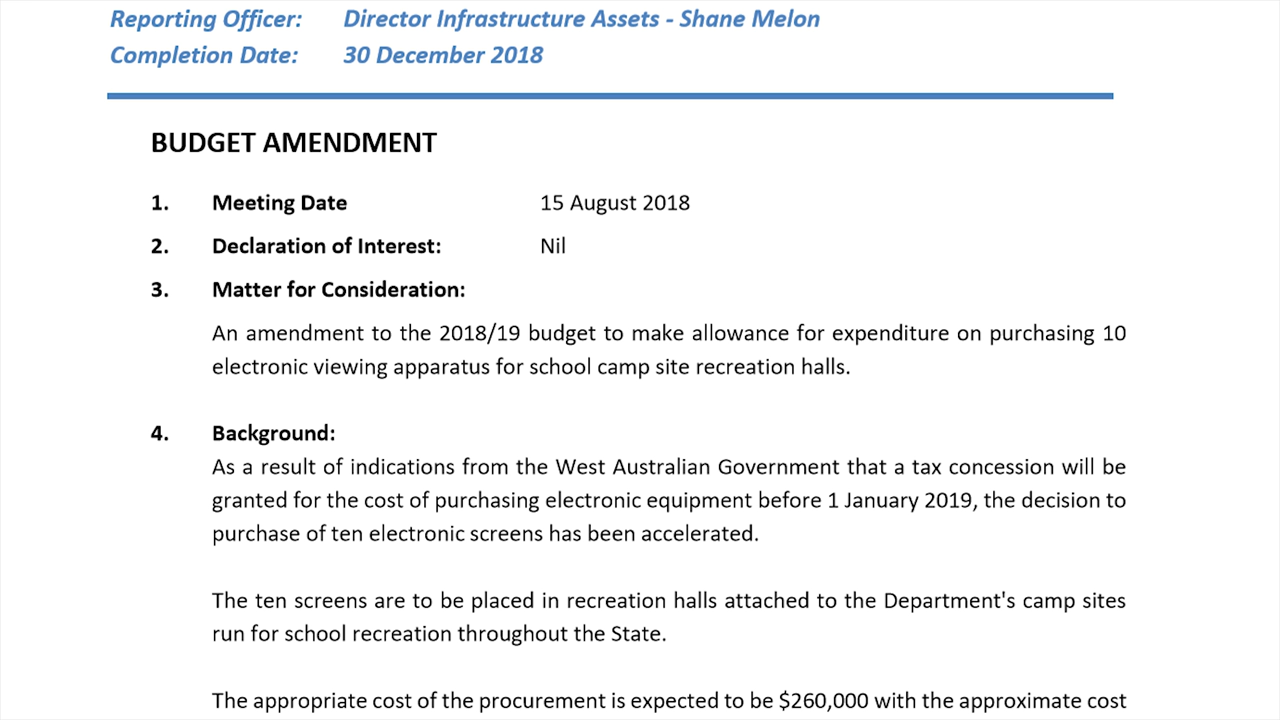 Reporting Officer: Director Infrastructure Assets - Shane Melon
Completion Date: 30 December 2018
BUDGET AMENDMENT
1. Meeting Date 15 August 2018
2. Declaration of Interest: Nil
3. Matter for Consideration:
An amendment to the 2018/19 budget to make allowance for expenditure on purchasing 10
electronic viewing apparatus for school camp site recreation halls.
4. Background:
As a result of indications from the West Australian Government that a tax concession will be
granted for the cost of purchasing electronic equipment before 1 January 2019, the decision to
purchase of ten electronic screens has been accelerated.
The ten screens are to be placed in recreation halls attached to the Department's camp sites
run for school recreation throughout the State.
The appropriate cost of the procurement is expected to be $260,000 with the approximate cost